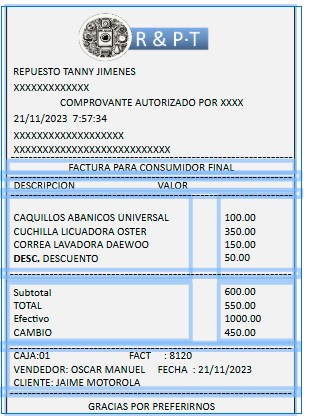 R & P·T
REPUESTO TANNY JIMENES
XXXXXXXXXXXXX
COMPROVANTE AUTORIZADO POR XXXX
21/11/2023 7:57:34
XXXXXXXXXXXXXXXXXXX
XXXXXXXXXXXXXXXXXXXXXXXXXXX
FACTURA PARA CONSUMIDOR FINAL
DESCRIPCION VALOR
CAQUILLOS ABANICOS UNIVERSAL 100.00
CUCHILLA LICUADORA OSTER 350.00
CORREA LAVADORA DAEWOO 150.00
DESC. DESCUENTO 50.00
Subtotal 600.00
TOTAL 550.00
Efectivo 1000.00
CAMBIO 450.00
CAJA:01 FACT : 8120
VENDEDOR: OSCAR MANUEL FECHA : 21/11/2023
CLIENTE: JAIME MOTOROLA
GRACIAS POR PREFERIRNOS